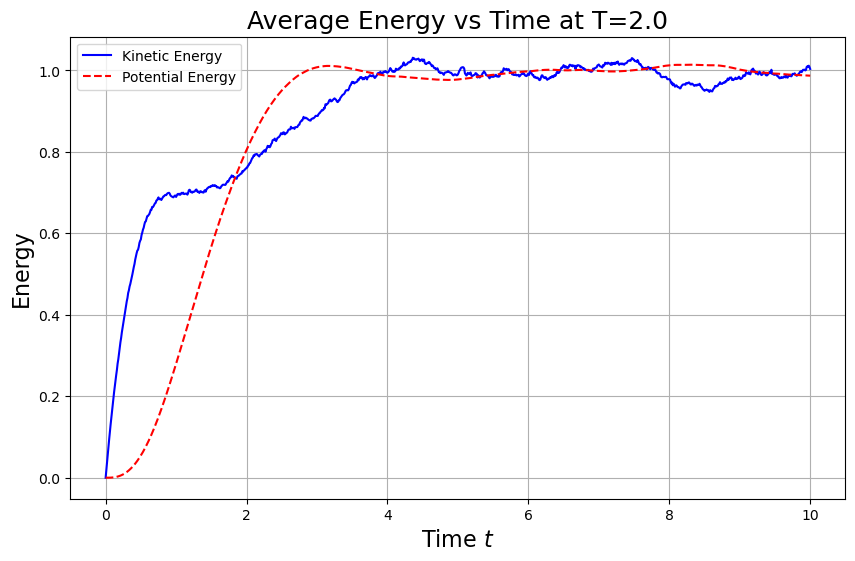 Average Energy vs Time at T=2.0
Kinetic Energy
Potential Energy
Energy
1.0
0.8
0.6
0.4
0.2
0.0
0 2 4 6 8 10
Time t